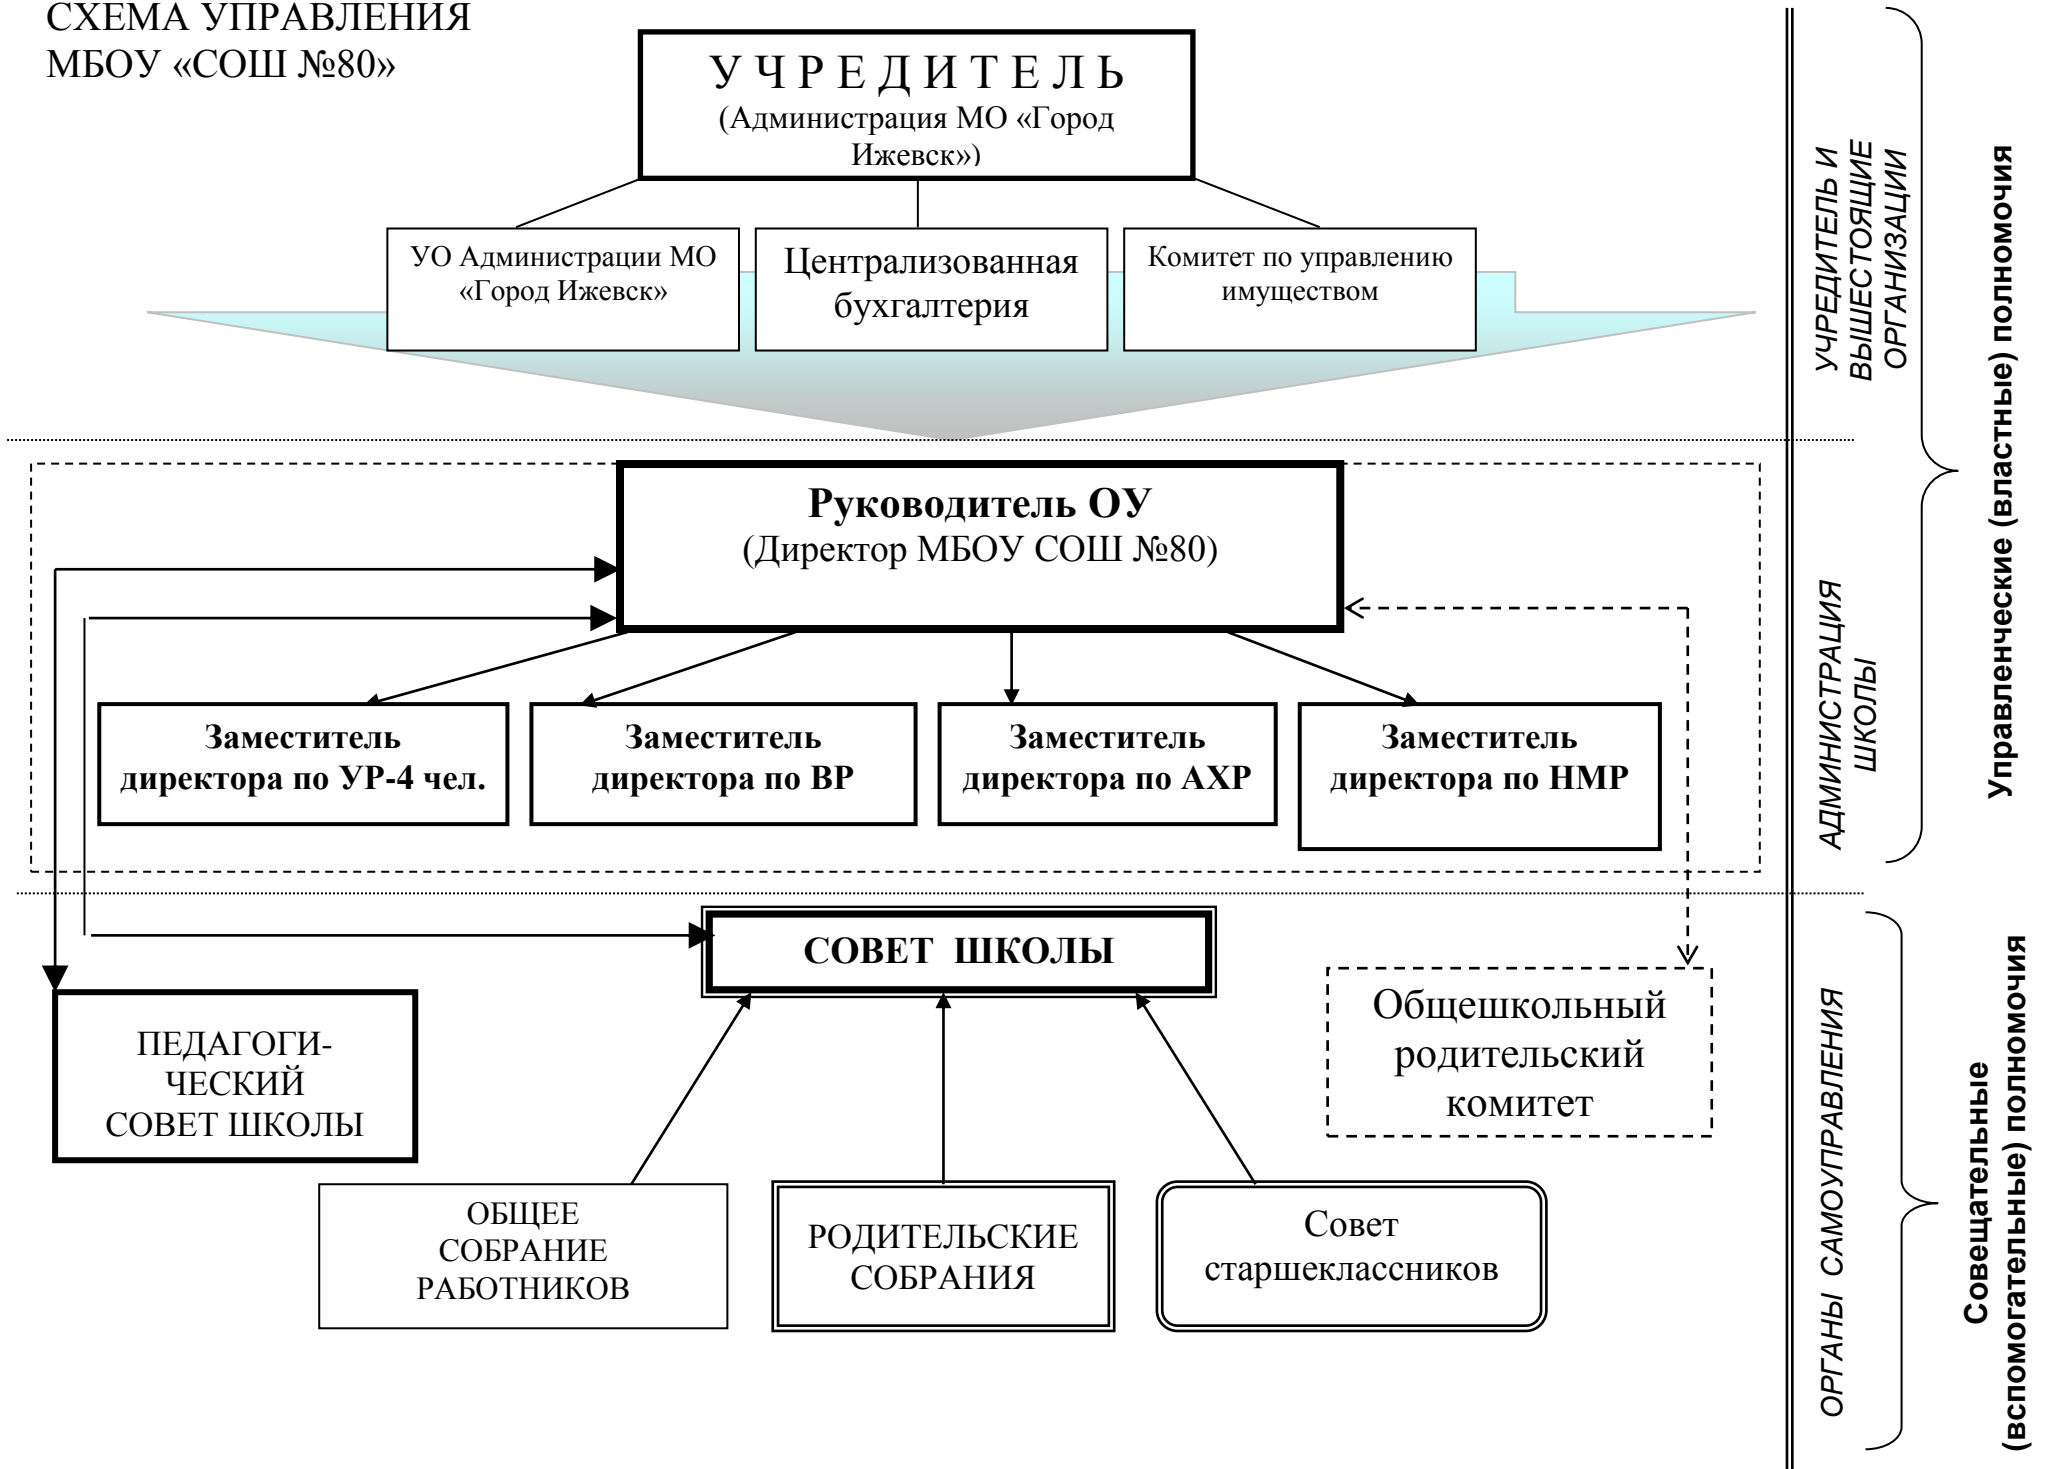 СХЕМА УПРАВЛЕНИЯ
МБОУ «СОШ №80»
У Ч Р Е Д И Т Е Л Ь
(Администрация МО «Город
Ижевск»)
УО Администрации МО
«Город Ижевск»
Централизованная
бухгалтерия
Комитет по управлению
имуществом
УЧРЕДИТЕЛЬ И
ВЫШЕСТОЯЩИЕ
ОРГАНИЗАЦИИ
Управленческие (властные) полномочия
Руководитель ОУ
(Директор МБОУ СОШ №80)
Заместитель
директора по УР-4 чел.
Заместитель
директора по ВР
Заместитель
директора по АХР
Заместитель
директора по НМР
АДМИНИСТРАЦИЯ
ШКОЛЫ
СОВЕТ ШКОЛЫ
ПЕДАГОГИ-
ЧЕСКИЙ
СОВЕТ ШКОЛЫ
Общешкольный
родительский
комитет
ОБЩЕЕ
СОБРАНИЕ
РАБОТНИКОВ
РОДИТЕЛЬСКИЕ
СОБРАНИЯ
Совет
старшеклассников
ОРГАНЫ САМОУПРАВЛЕНИЯ
Совещательные
(вспомогательные) полномочия